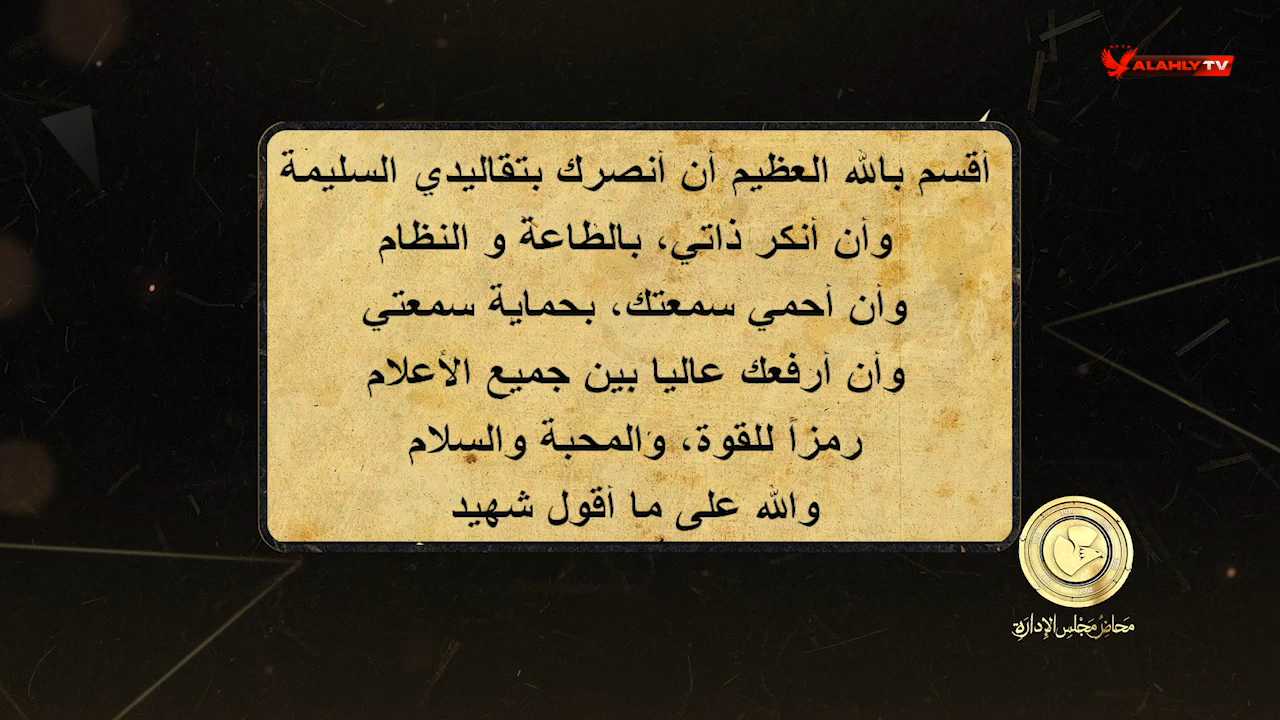 ALAHLY TV
أقسم بالله العظيم أن أنصرك بتقاليدي السليمة
وأن أنكر ذاتي، بالطاعة و النظام
وأن أحمي سمعتك، بحماية سمعتي
وأن أرفعك عاليا بين جميع الأعلام
رمزاً للقوة، والمحبة والسلام
والله على ما أقول شهيد
محاضر مجلس الإدارة